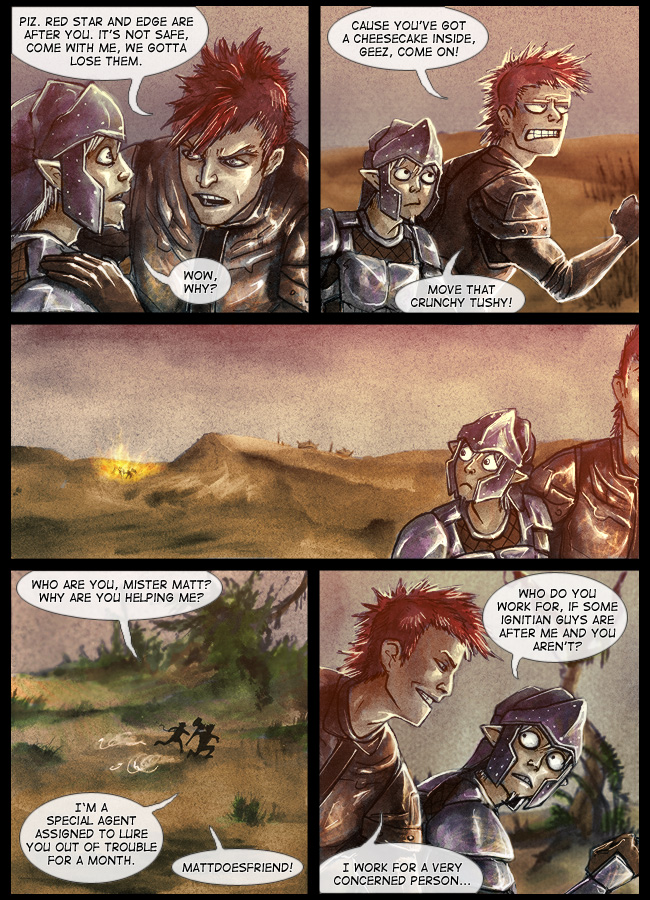 PIZ. RED STAR AND EDGE ARE
AFTER YOU. IT'S NOT SAFE,
COME WITH ME, WE GOTTA
LOSE THEM.
WOW,
WHY?
CAUSE YOU'VE GOT
A CHEESECAKE INSIDE,
GEEZ, COME ON!
MOVE THAT
CRUNCHY TUSHY!
WHO ARE YOU, MISTER MATT?
WHY ARE YOU HELPING ME?
I'M A
SPECIAL AGENT
ASSIGNED TO LURE
YOU OUT OF TROUBLE
FOR A MONTH.
MATTDOESFRIEND!
WHO DO YOU
WORK FOR, IF SOME
IGNITIAN GUYS ARE
AFTER ME AND YOU
AREN'T?
I WORK FOR A VERY
CONCERNED PERSON...